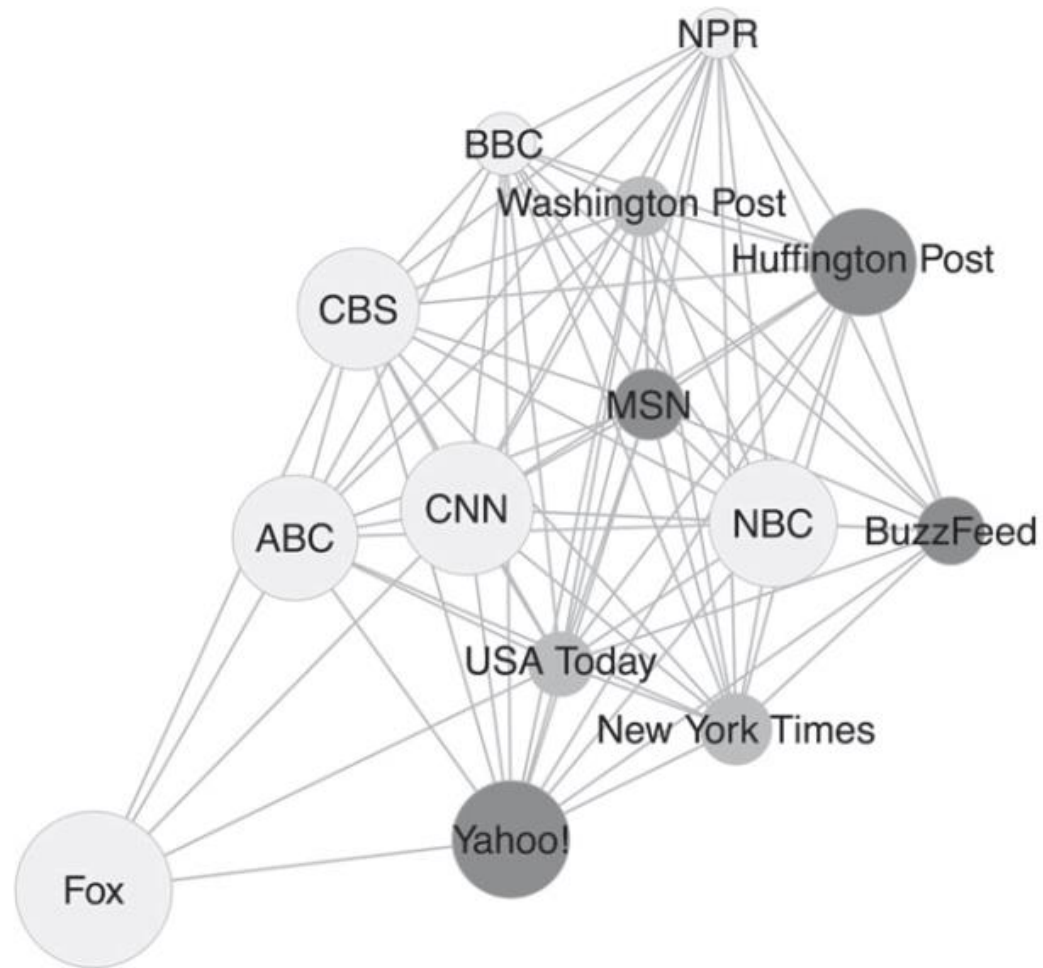 NPR
BBC
Washington Post
Huffington Post
CBS
MSN
CNN
NBC
BuzzFeed
ABC
USA Today
New York Times
Yahoo!
Fox